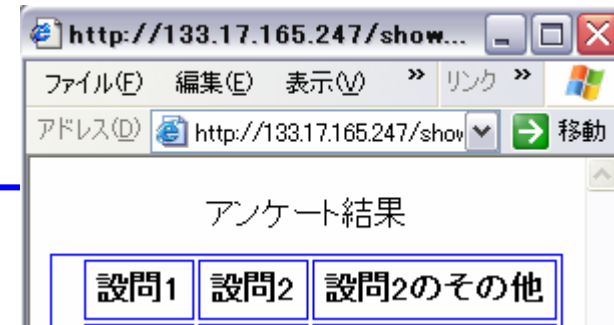 http://133.17.165.247/show...
ファイル(F) 編集(E) 表示(V) » リンク »
アドレス(D) http://133.17.165.247/show 移動
アンケート結果
設問1 設問2 設問2のその他